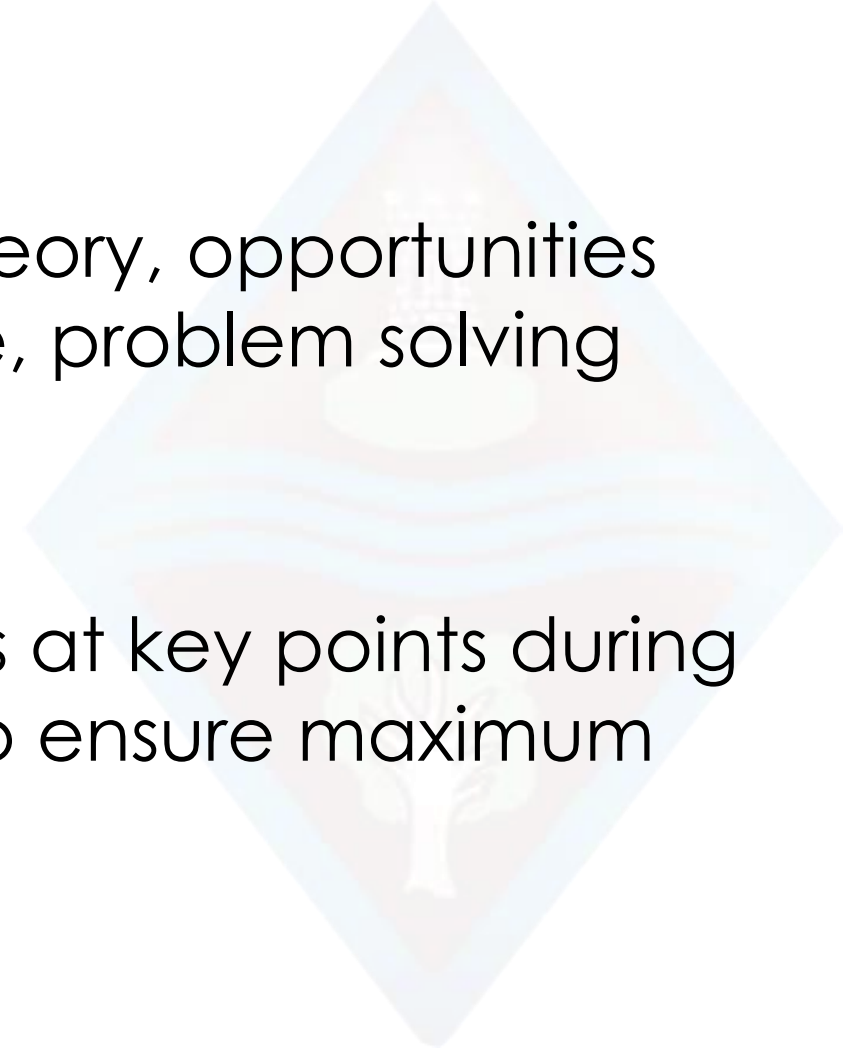 eory, opportunities
e, problem solving
s at key points during
o ensure maximum